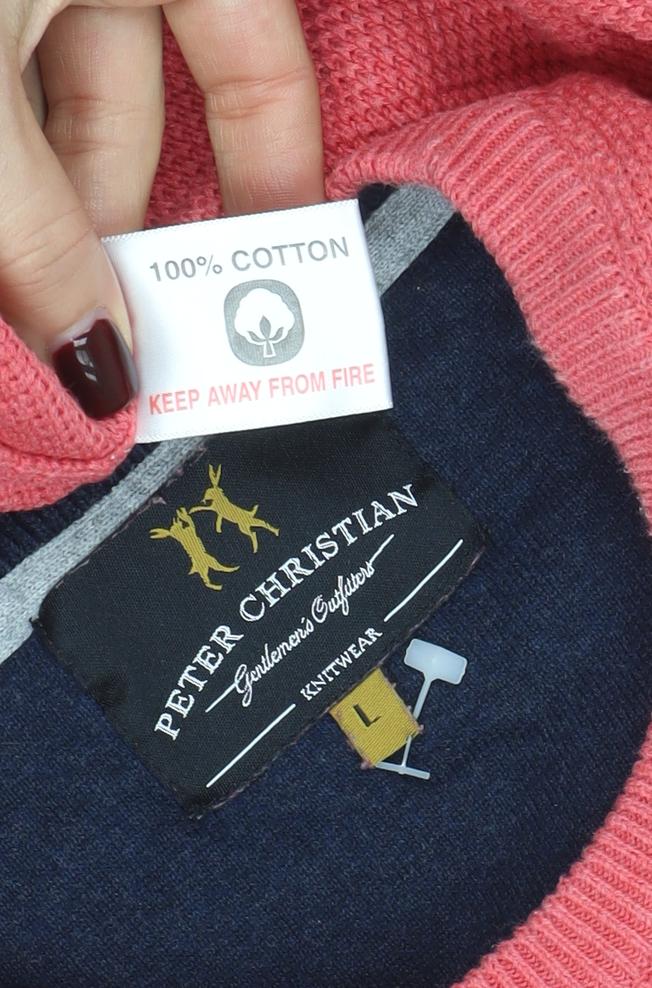 100% COTTON
KEEP AWAY FROM FIRE
PETER CHRISTIAN
Gentlemen's Outfitters
KNITWEAR
L